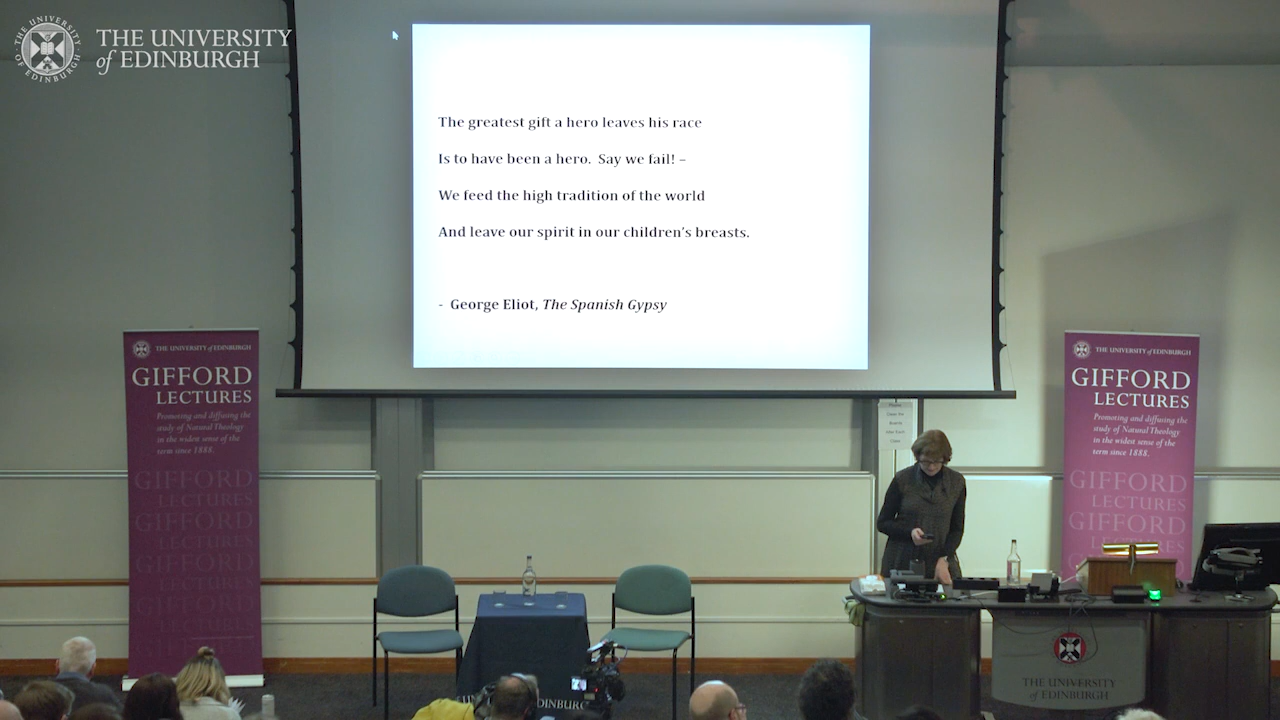 THE UNIVERSITY
of EDINBURGH
The greatest gift a hero leaves his race
Is to have been a hero.  Say we fail! –
We feed the high tradition of the world
And leave our spirit in our children's breasts.
-  George Eliot, The Spanish Gypsy
THE UNIVERSITY of EDINBURGH
GIFFORD
LECTURES
Promoting and diffusing the
study of Natural Theology
in the widest sense of the
term since 1888.
GIFFORD
LECTURES
GIFFORD
LECTURES
GIFFORD
THE UNIVERSITY of EDINBURGH
GIFFORD
LECTURES
Promoting and diffusing the
study of Natural Theology
in the widest sense of the
term since 1888.
GIFFORD
LECTURES
GIFFORD
Boards
After Each
THE UNIVERSITY
of EDINBURGH